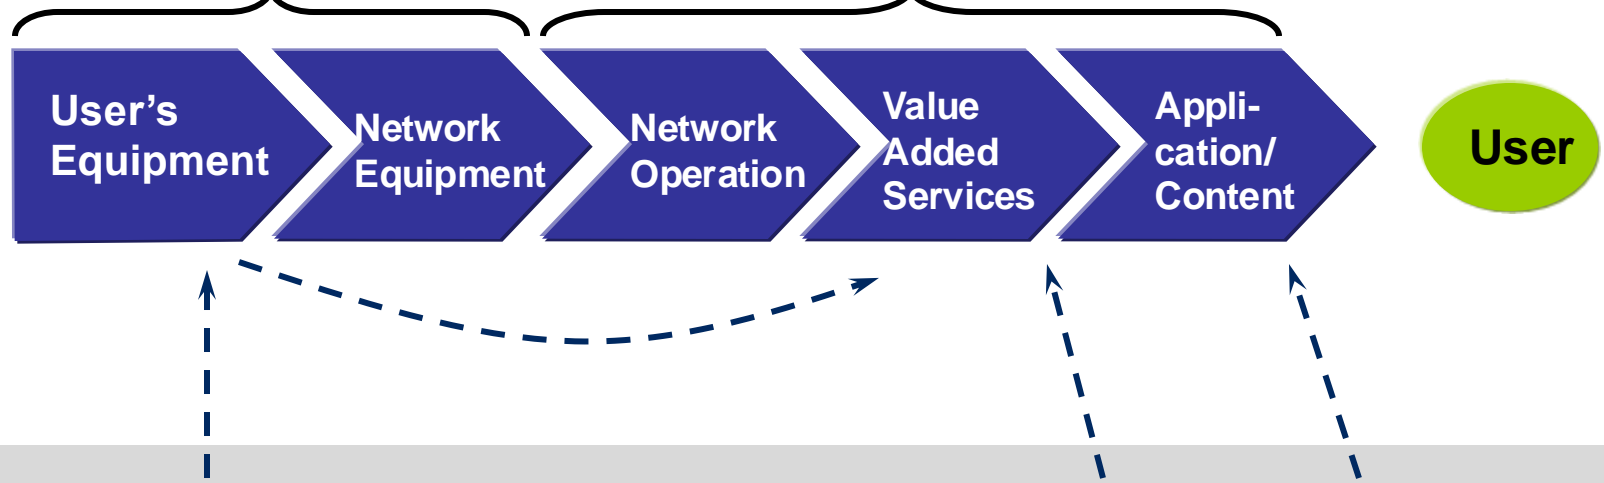 User’s
Equipment
Network
Equipment
Network
Operation
Value
Added
Services
Appli-
cation/
Content
User